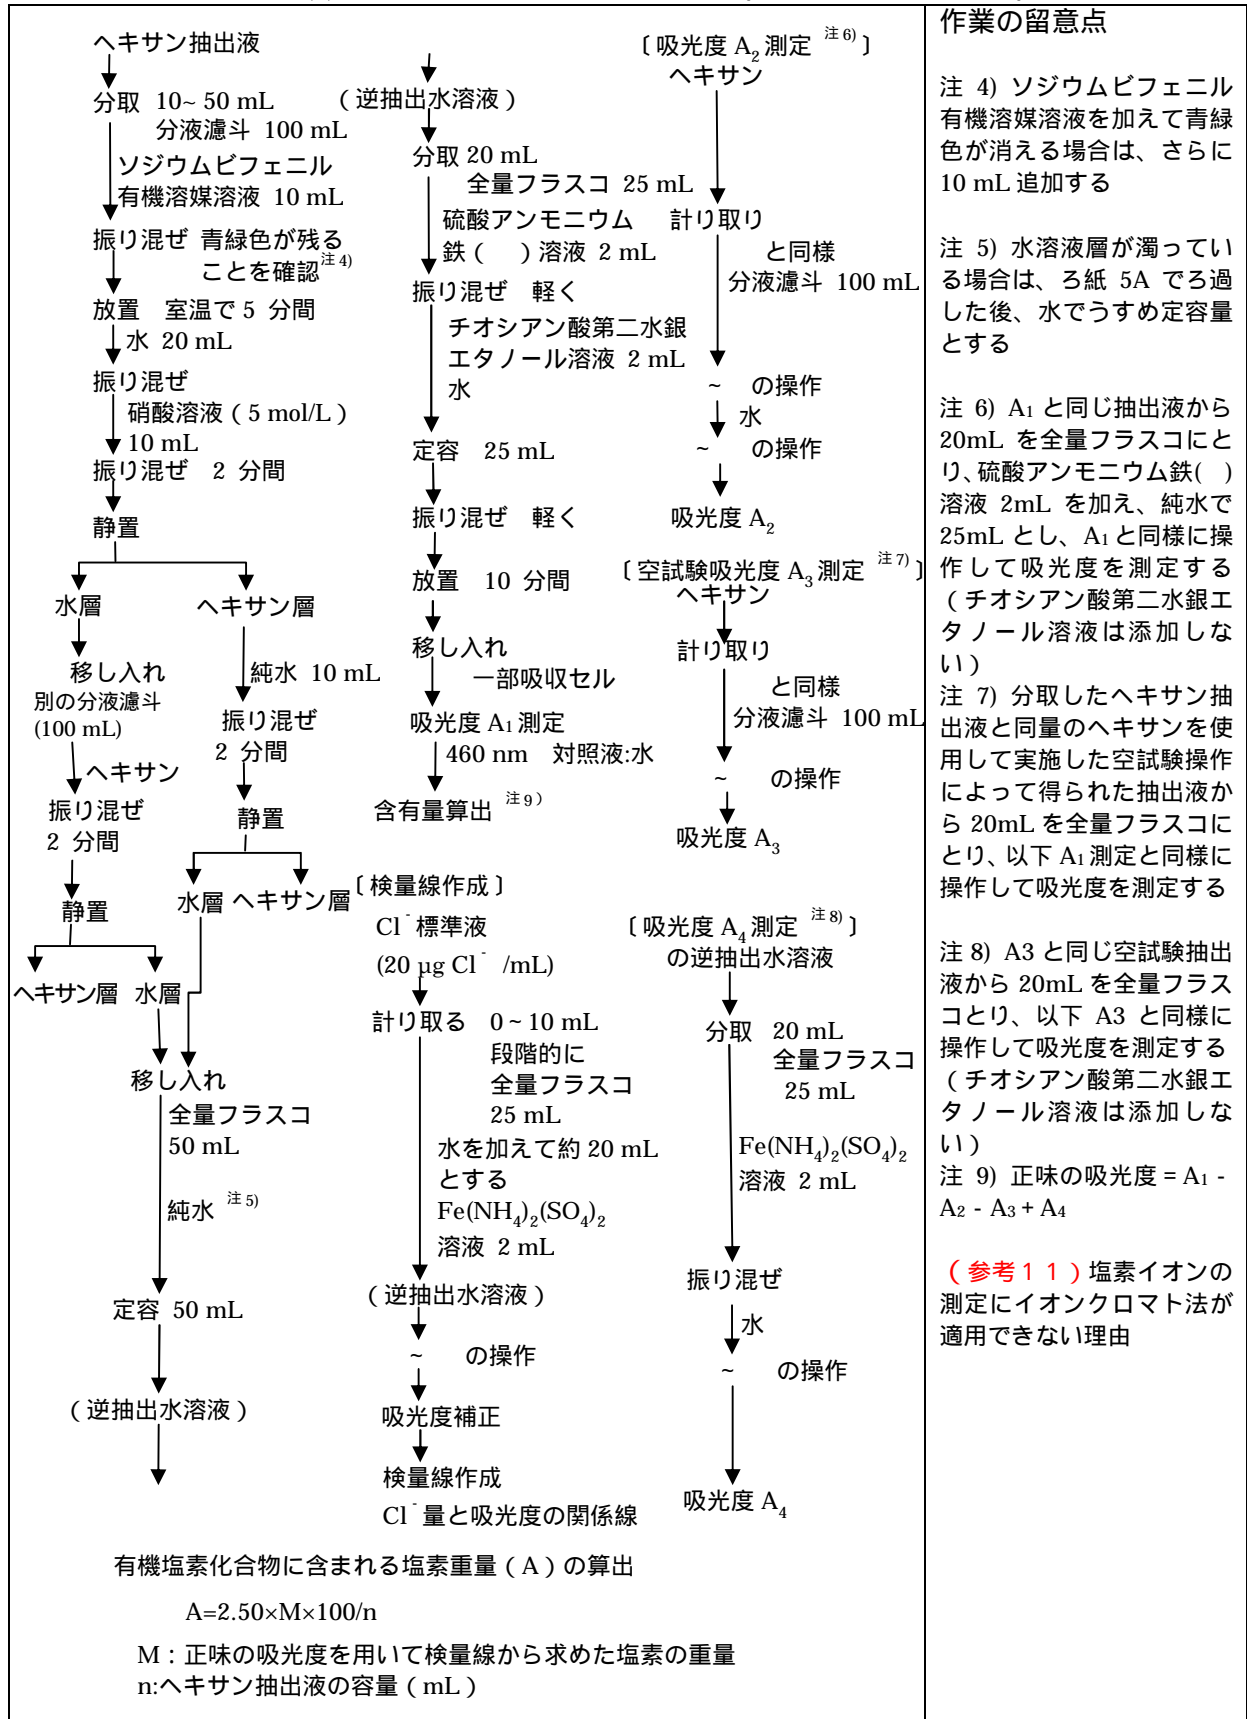 ヘキサン抽出液
分取 10~ 50 mL
分液濾斗 100 mL
ソジウムビフェニル
有機溶媒溶液 10 mL
振り混ぜ 青緑色が残る
ことを確認注 4)
放置 室温で 5 分間
水 20 mL
振り混ぜ
硝酸溶液 ( 5 mol/L )
10 mL
振り混ぜ 2 分間
静置
水層
ヘキサン層
移し入れ
別の分液濾斗
(100 mL)
ヘキサン
振り混ぜ
2 分間
静置
ヘキサン層 水層
純水 10 mL
振り混ぜ
2 分間
静置
水層 ヘキサン層
移し入れ
全量フラスコ
50 mL
純水 注 5)
定容 50 mL
( 逆抽出水溶液 )
( 逆抽出水溶液 )
分取 20 mL
全量フラスコ 25 mL
硫酸アンモニウム
鉄 ( ) 溶液 2 mL
振り混ぜ 軽く
チオシアン酸第二水銀
エタノール溶液 2 mL
水
定容 25 mL
振り混ぜ 軽く
放置 10 分間
移し入れ
一部吸収セル
吸光度 A1 測定
460 nm 対照液:水
含有量算出 注 9 )
〔 検量線作成 〕
Cl⁻ 標準液
(20 µg Cl⁻ /mL)
計り取る 0 ~ 10 mL
段階的に
全量フラスコ
25 mL
水を加えて約 20 mL
とする
Fe(NH4)2(SO4)2
溶液 2 mL
( 逆抽出水溶液 )
~ の操作
吸光度補正
検量線作成
Cl⁻ 量と吸光度の関係線
〔 吸光度 A2 測定 注 6) 〕
ヘキサン
計り取り
と同様
分液濾斗 100 mL
~ の操作
水
~ の操作
吸光度 A2
〔 空試験吸光度 A3 測定 注 7) 〕
ヘキサン
計り取り
と同様
分液濾斗 100 mL
~ の操作
吸光度 A3
〔 吸光度 A4 測定 注 8) 〕
の逆抽出水溶液
分取 20 mL
全量フラスコ
25 mL
Fe(NH4)2(SO4)2
溶液 2 mL
振り混ぜ
水
~ の操作
吸光度 A4
有機塩素化合物に含まれる塩素重量 ( A ) の算出
A=2.50×M×100/n
M : 正味の吸光度を用いて検量線から求めた塩素の重量
n:ヘキサン抽出液の容量 ( mL )
作業の留意点
注 4) ソジウムビフェニル
有機溶媒溶液を加えて青緑
色が消える場合は、さらに
10 mL 追加する
注 5) 水溶液層が濁ってい
る場合は、ろ紙 5A でろ過
した後、水でうすめ定容量
とする
注 6) A1 と同じ抽出液から
20mL を全量フラスコにと
り、硫酸アンモニウム鉄( )
溶液 2mL を加え、純水で
25mL とし、A1 と同様に操
作して吸光度を測定する
( チオシアン酸第二水銀エ
タノール溶液は添加しな
い )
注 7) 分取したヘキサン抽
出液と同量のヘキサンを使
用して実施した空試験操作
によって得られた抽出液か
ら 20mL を全量フラスコに
とり、以下 A1 測定と同様に
操作して吸光度を測定する
注 8) A3 と同じ空試験抽出
液から 20mL を全量フラス
コとり、以下 A3 と同様に
操作して吸光度を測定する
( チオシアン酸第二水銀エ
タノール溶液は添加しな
い )
注 9) 正味の吸光度 = A1 -
A2 - A3 + A4
( 参考1 1 ) 塩素イオンの
測定にイオンクロマト法が
適用できない理由